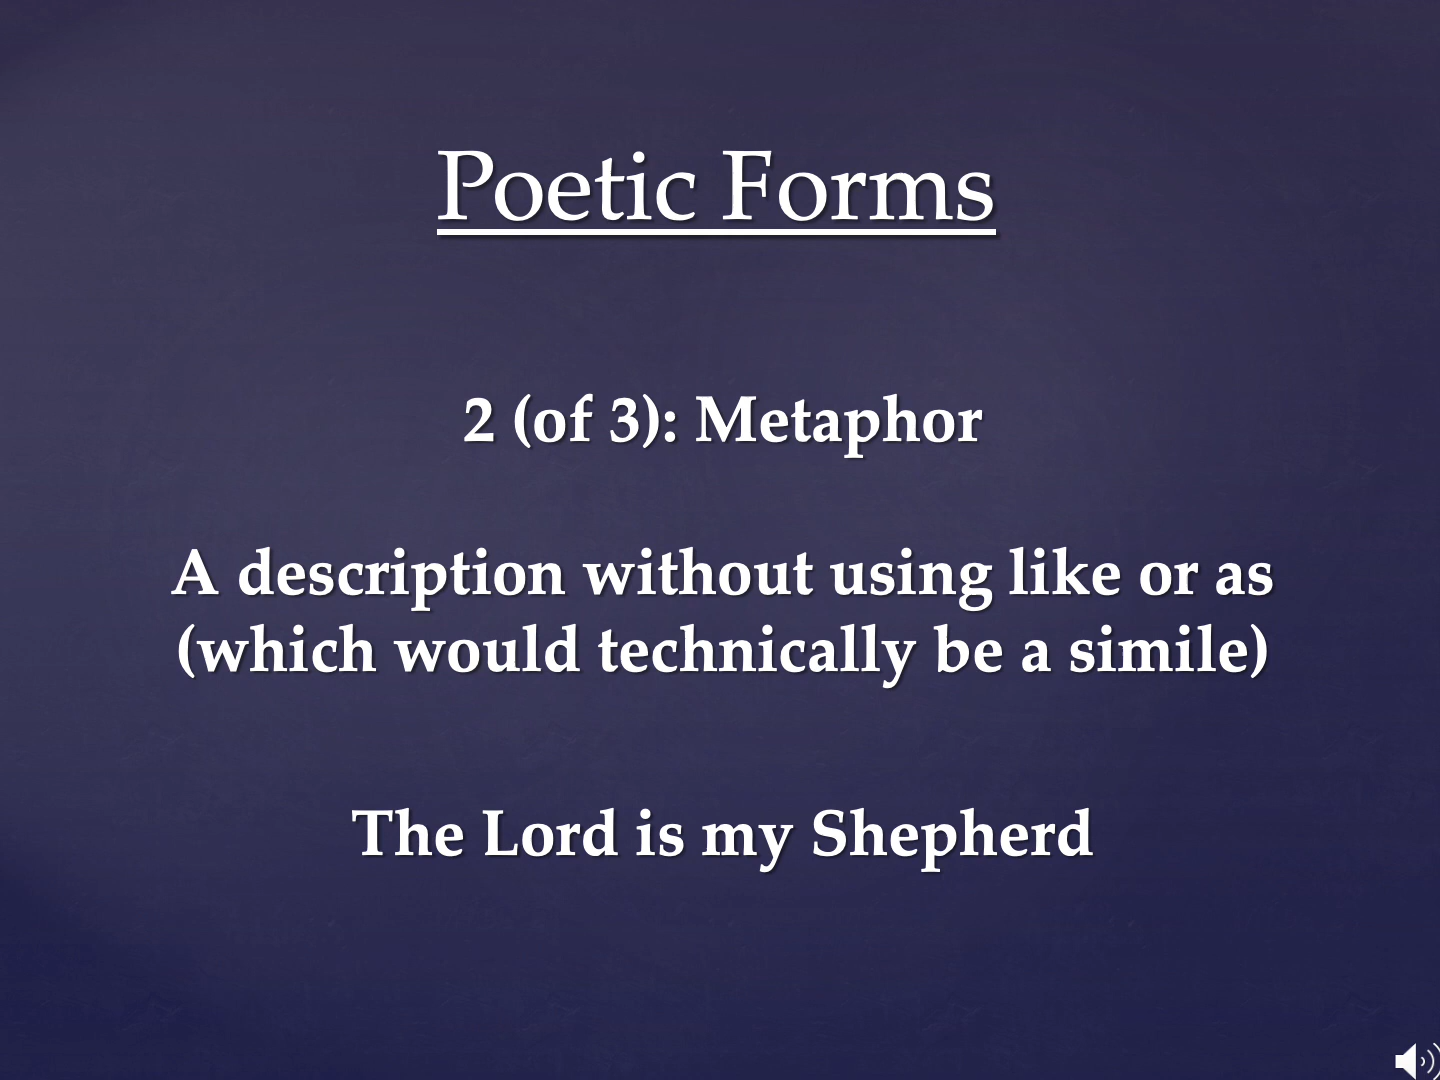 Poetic Forms
2 (of 3): Metaphor
A description without using like or as
(which would technically be a simile)
The Lord is my Shepherd